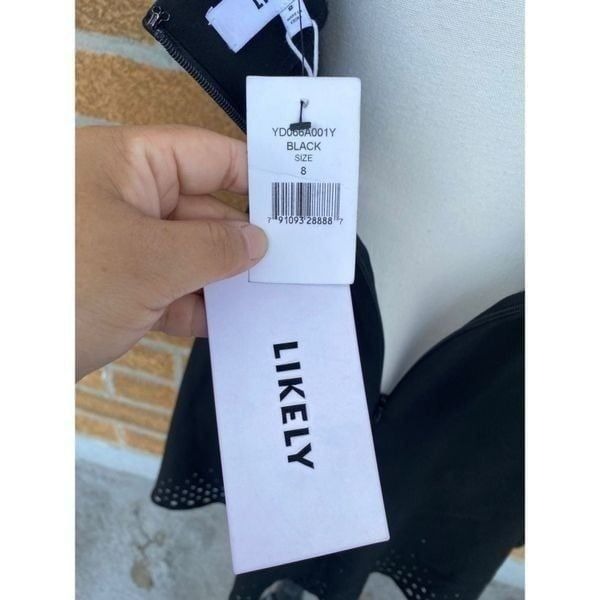 YD066A001Y
BLACK
SIZE
8
7 91093 28888 7
LIKELY